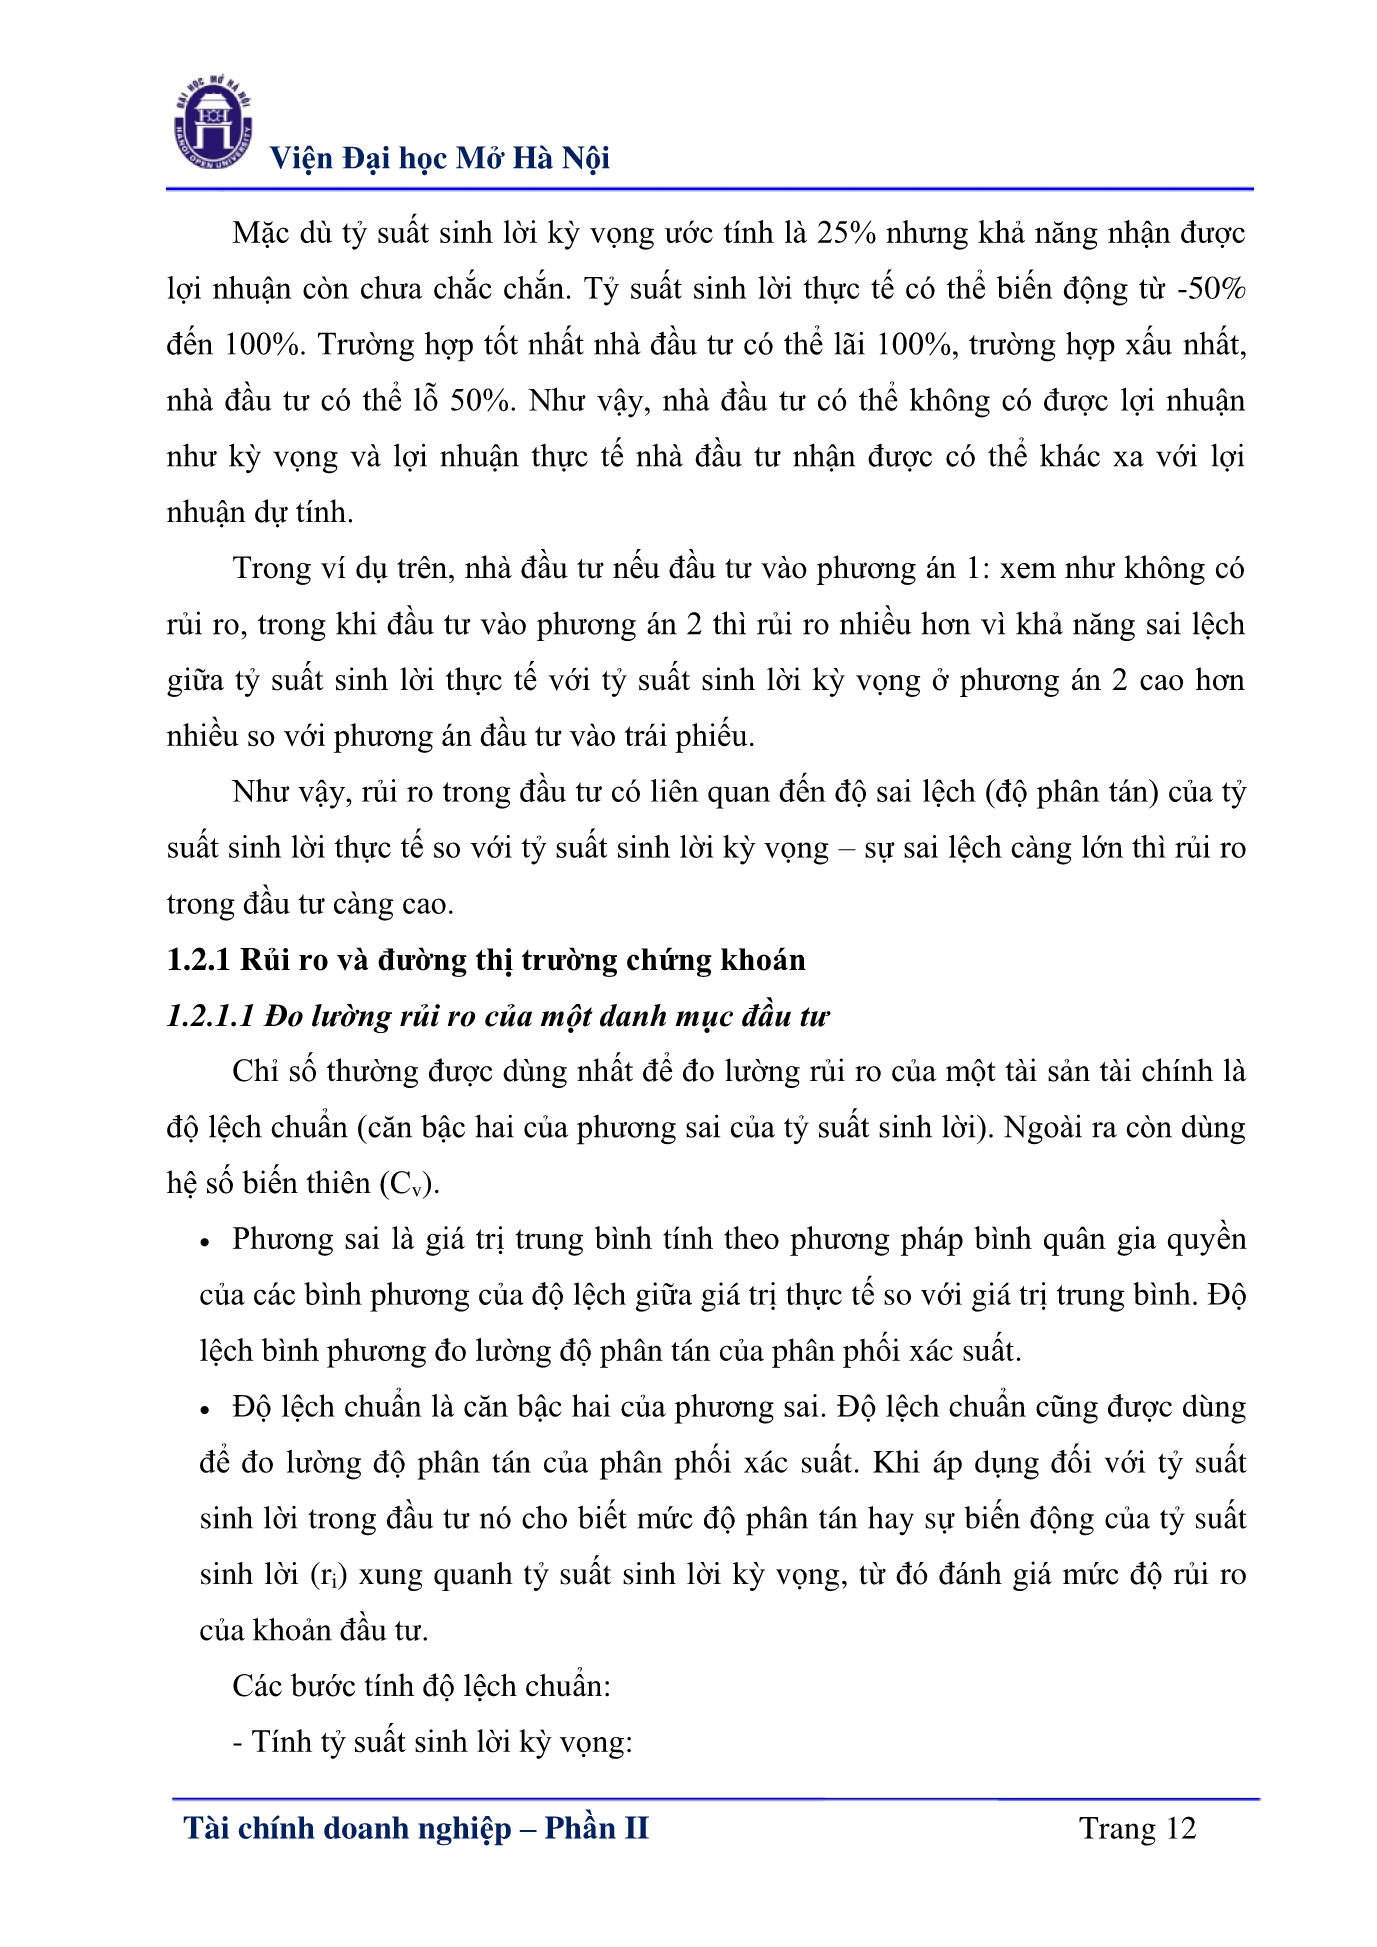 ĐẠI HỌC MỞ HÀ NỘI
HANOI OPEN UNIVERSITY
Viện Đại học Mở Hà Nội
Mặc dù tỷ suất sinh lời kỳ vọng ước tính là 25% nhưng khả năng nhận được
lợi nhuận còn chưa chắc chắn. Tỷ suất sinh lời thực tế có thể biến động từ -50%
đến 100%. Trường hợp tốt nhất nhà đầu tư có thể lãi 100%, trường hợp xấu nhất,
nhà đầu tư có thể lỗ 50%. Như vậy, nhà đầu tư có thể không có được lợi nhuận
như kỳ vọng và lợi nhuận thực tế nhà đầu tư nhận được có thể khác xa với lợi
nhuận dự tính.
Trong ví dụ trên, nhà đầu tư nếu đầu tư vào phương án 1: xem như không có
rủi ro, trong khi đầu tư vào phương án 2 thì rủi ro nhiều hơn vì khả năng sai lệch
giữa tỷ suất sinh lời thực tế với tỷ suất sinh lời kỳ vọng ở phương án 2 cao hơn
nhiều so với phương án đầu tư vào trái phiếu.
Như vậy, rủi ro trong đầu tư có liên quan đến độ sai lệch (độ phân tán) của tỷ
suất sinh lời thực tế so với tỷ suất sinh lời kỳ vọng – sự sai lệch càng lớn thì rủi ro
trong đầu tư càng cao.
1.2.1 Rủi ro và đường thị trường chứng khoán
1.2.1.1 Đo lường rủi ro của một danh mục đầu tư
Chỉ số thường được dùng nhất để đo lường rủi ro của một tài sản tài chính là
độ lệch chuẩn (căn bậc hai của phương sai của tỷ suất sinh lời). Ngoài ra còn dùng
hệ số biến thiên (Cv).
• Phương sai là giá trị trung bình tính theo phương pháp bình quân gia quyền
của các bình phương của độ lệch giữa giá trị thực tế so với giá trị trung bình. Độ
lệch bình phương đo lường độ phân tán của phân phối xác suất.
• Độ lệch chuẩn là căn bậc hai của phương sai. Độ lệch chuẩn cũng được dùng
để đo lường độ phân tán của phân phối xác suất. Khi áp dụng đối với tỷ suất
sinh lời trong đầu tư nó cho biết mức độ phân tán hay sự biến động của tỷ suất
sinh lời (ri) xung quanh tỷ suất sinh lời kỳ vọng, từ đó đánh giá mức độ rủi ro
của khoản đầu tư.
Các bước tính độ lệch chuẩn:
- Tính tỷ suất sinh lời kỳ vọng:
Tài chính doanh nghiệp – Phần II Trang 12